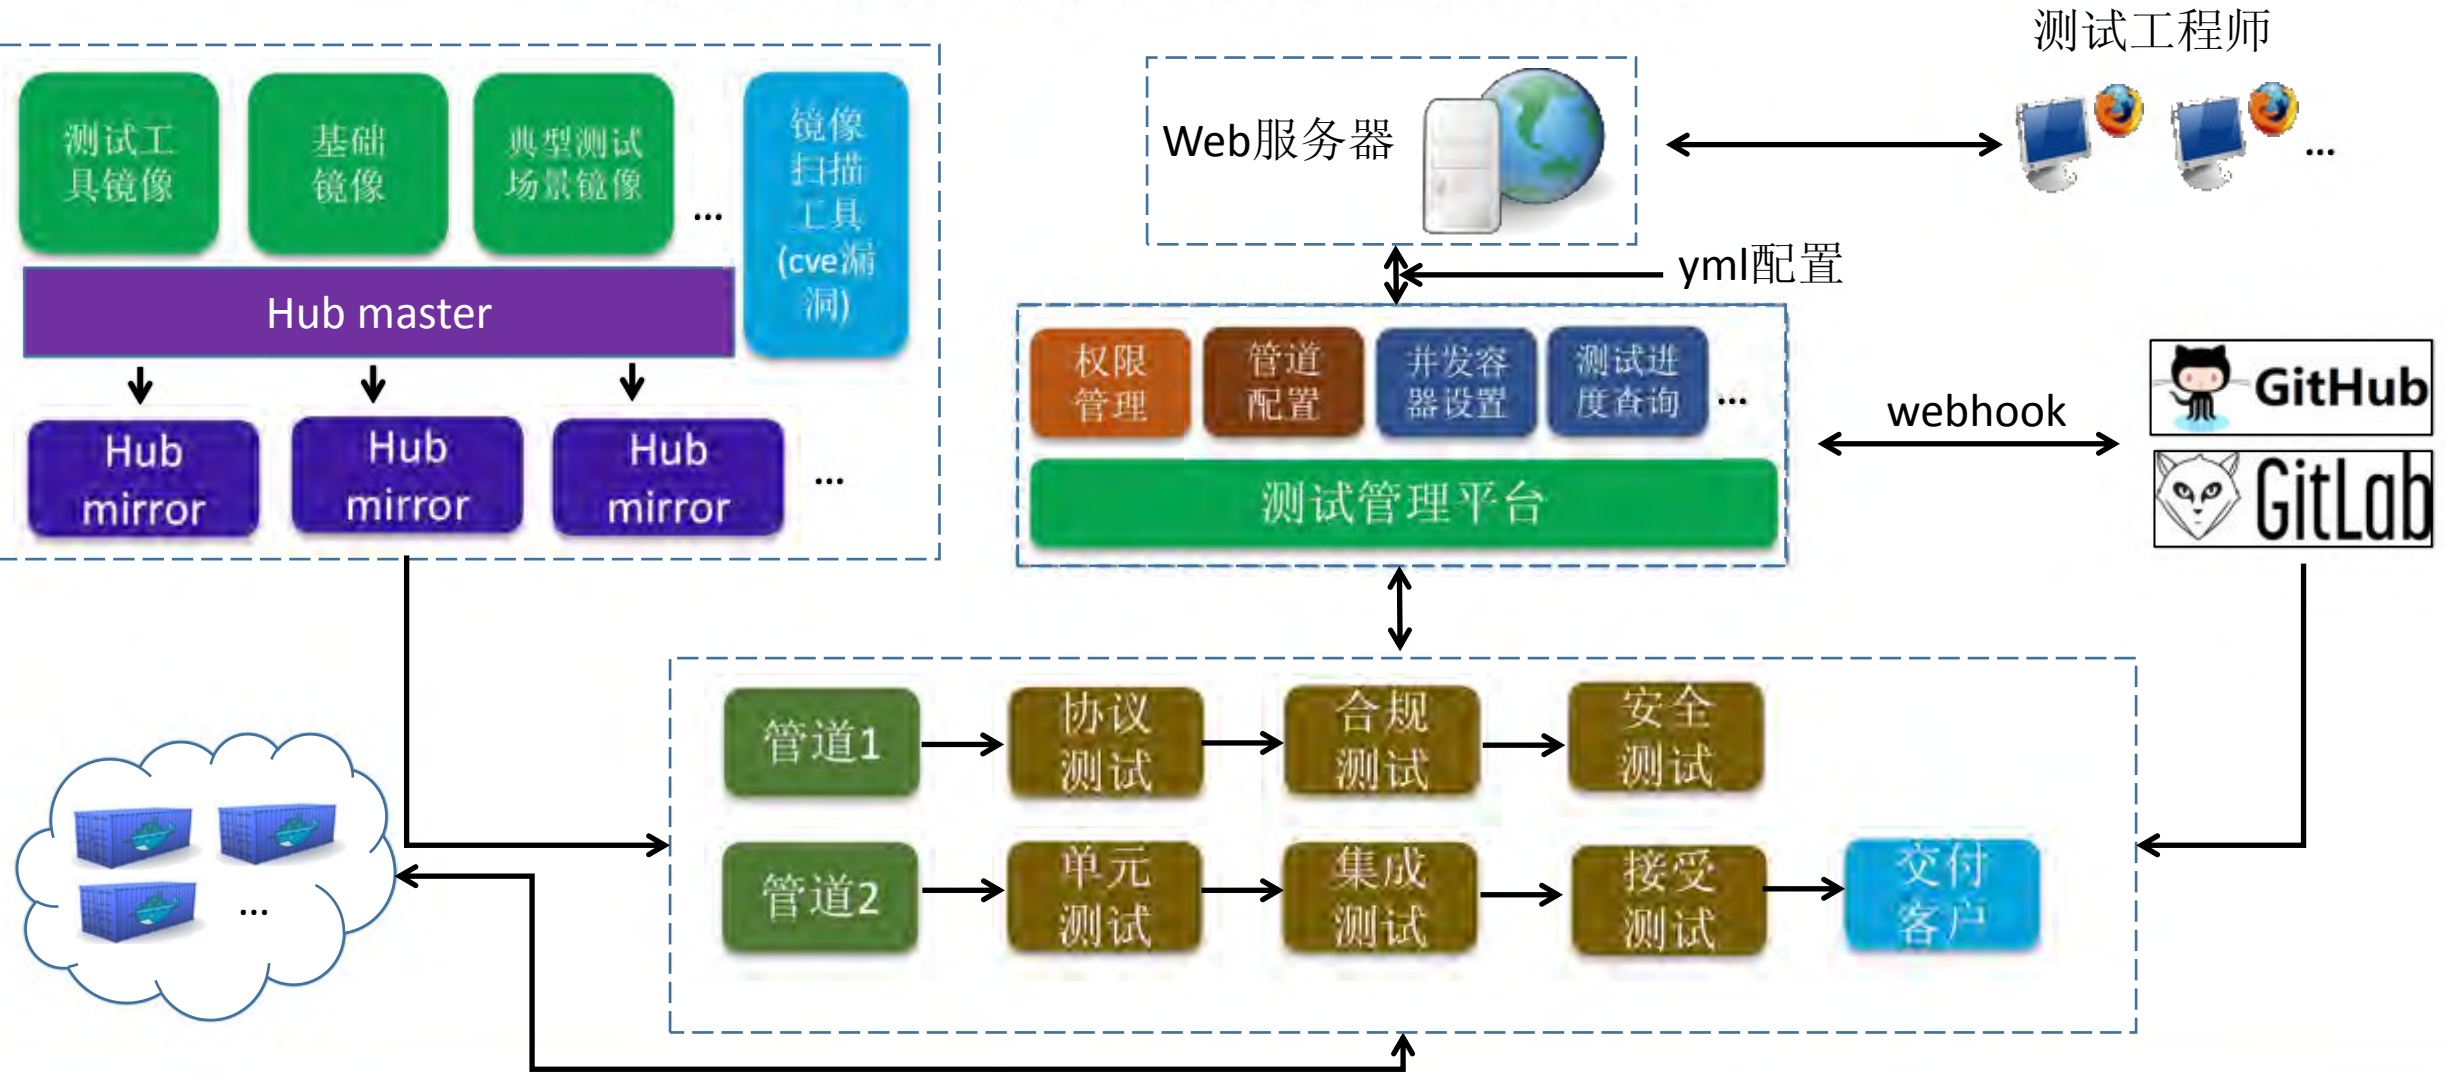 测试工程师
测试工
具镜像
基础
镜像
典型测试
场景镜像
...
镜像
扫描
工具
(cve漏
洞)
Hub master
Hub
mirror
Hub
mirror
Hub
mirror
...
Web服务器
...
yml配置
权限
管理
管道
配置
并发容
器设置
测试进
度查询
...
测试管理平台
webhook
GitHub
GitLab
管道1
协议
测试
合规
测试
安全
测试
管道2
单元
测试
集成
测试
接受
测试
交付
客户
...